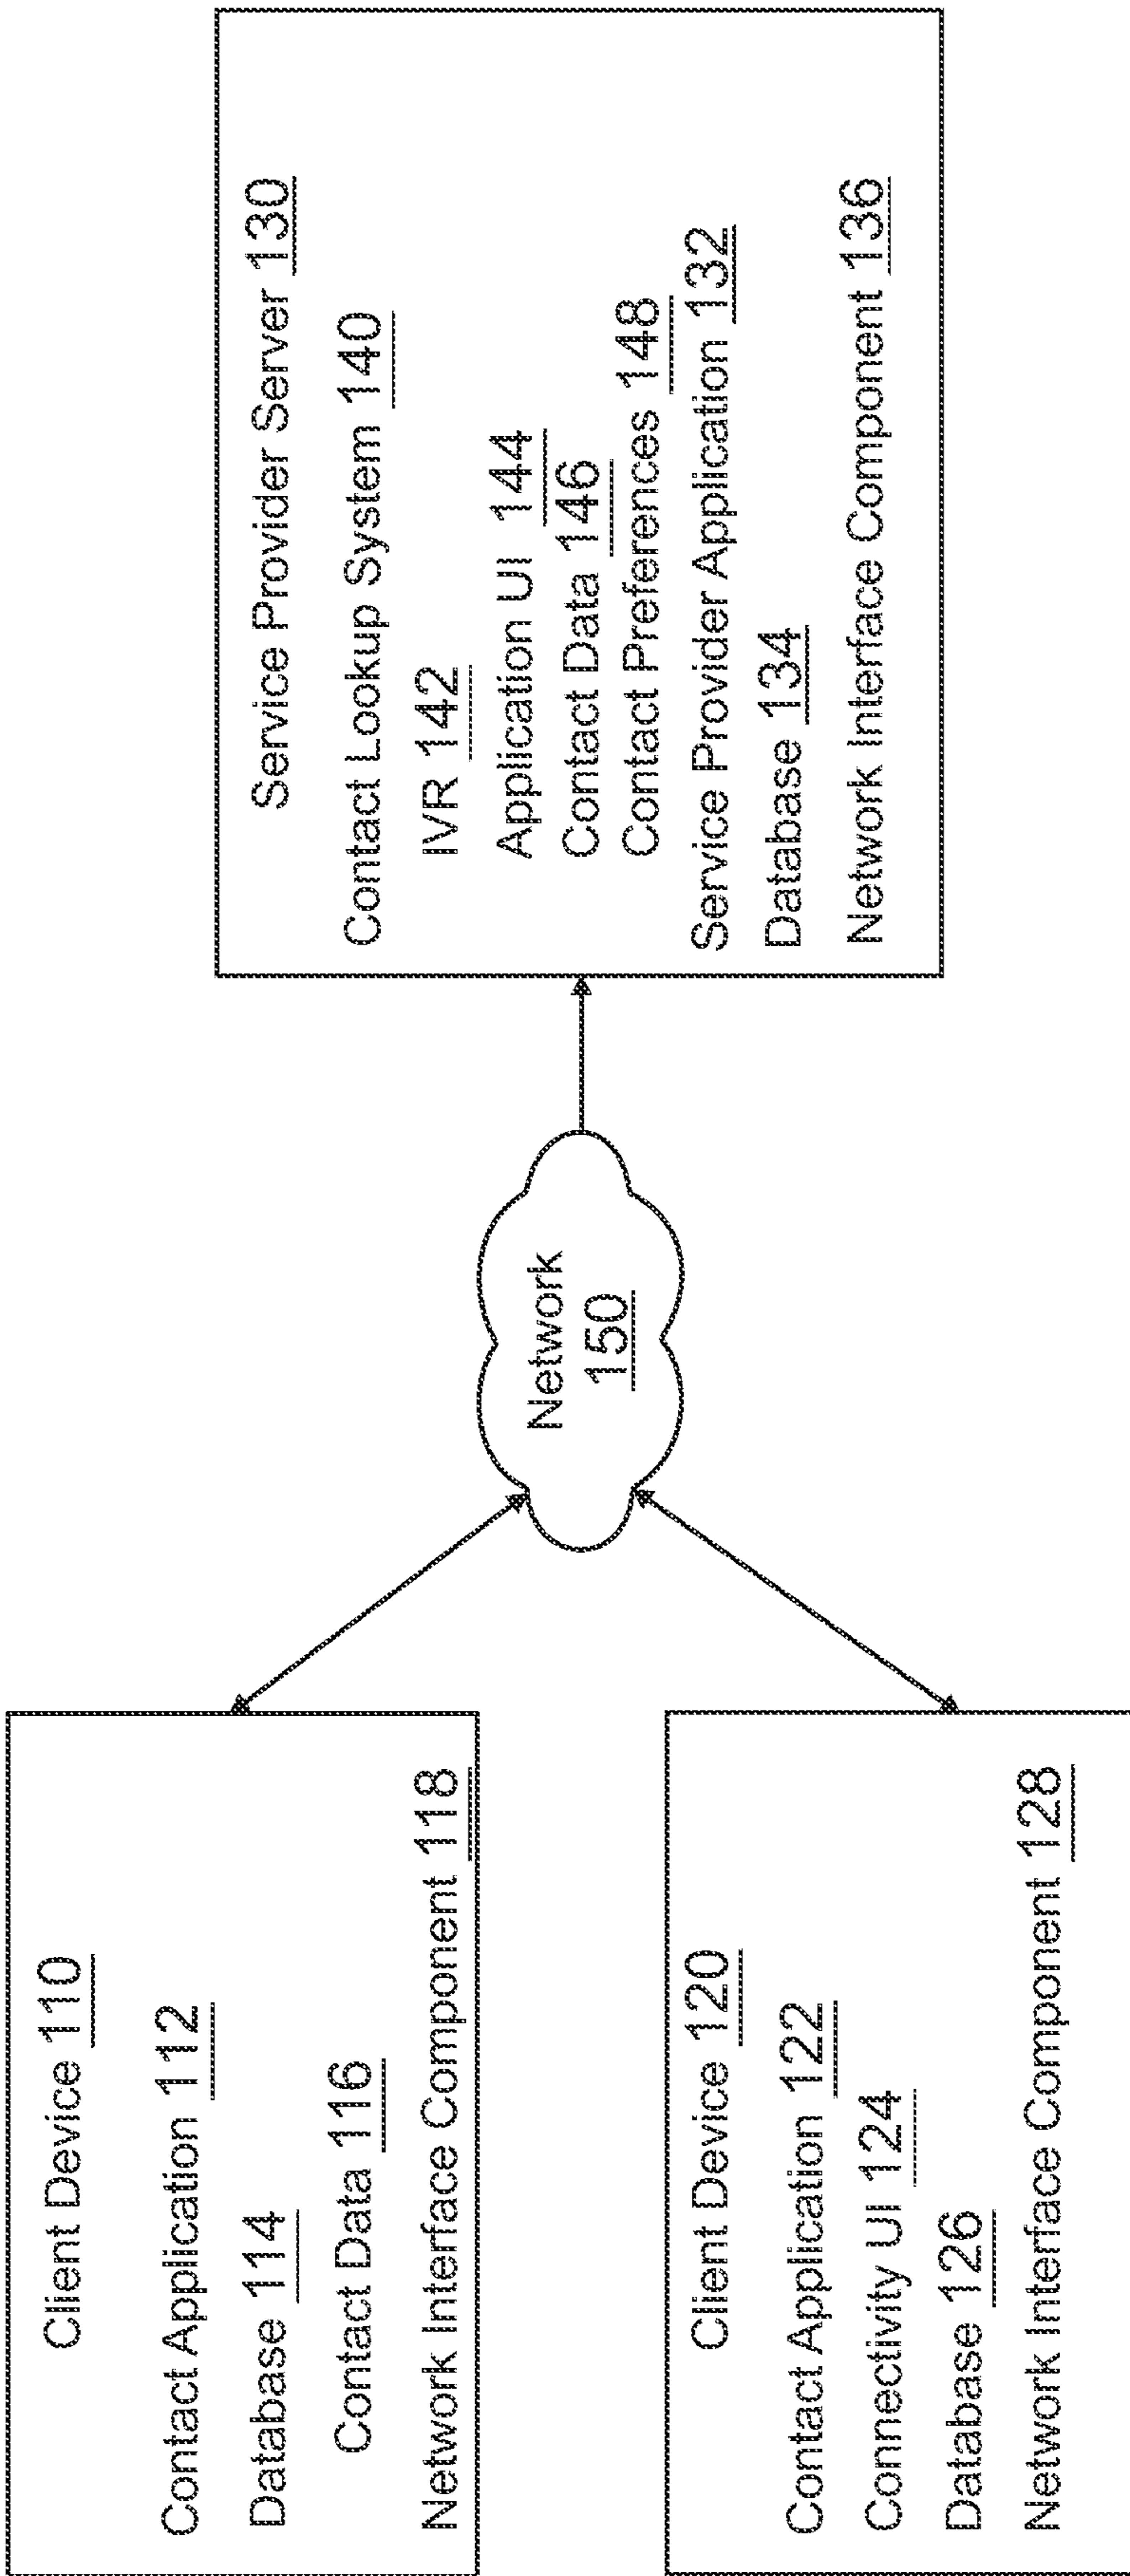 Client Device 110
Contact Application 112
Database 114
Contact Data 116
Network Interface Component 118
Client Device 120
Contact Application 122
Connectivity UI 124
Database 126
Network Interface Component 128
Network
150
Service Provider Server 130
Contact Lookup System 140
IVR 142
Application UI 144
Contact Data 146
Contact Preferences 148
Service Provider Application 132
Database 134
Network Interface Component 136